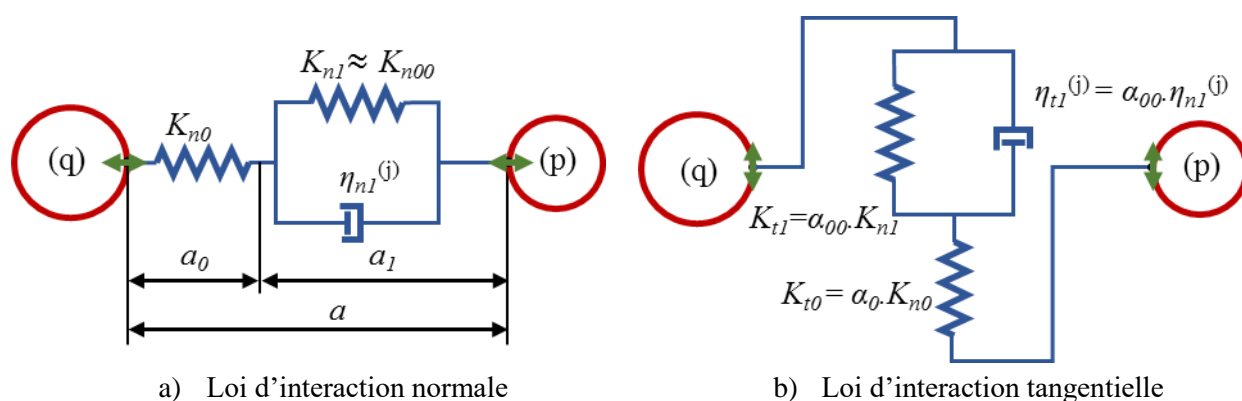 K_{n1} ≈ K_{n00}
K_{n0}
(q)
(p)
η_{n1}^{(j)}
a_0
a_1
a
a) Loi d'interaction normale
η_{t1}^{(j)} = α_{00}.η_{n1}^{(j)}
(q)
(p)
K_{t1}=α_{00}.K_{n1}
K_{t0} = α_0.K_{n0}
b) Loi d'interaction tangentielle